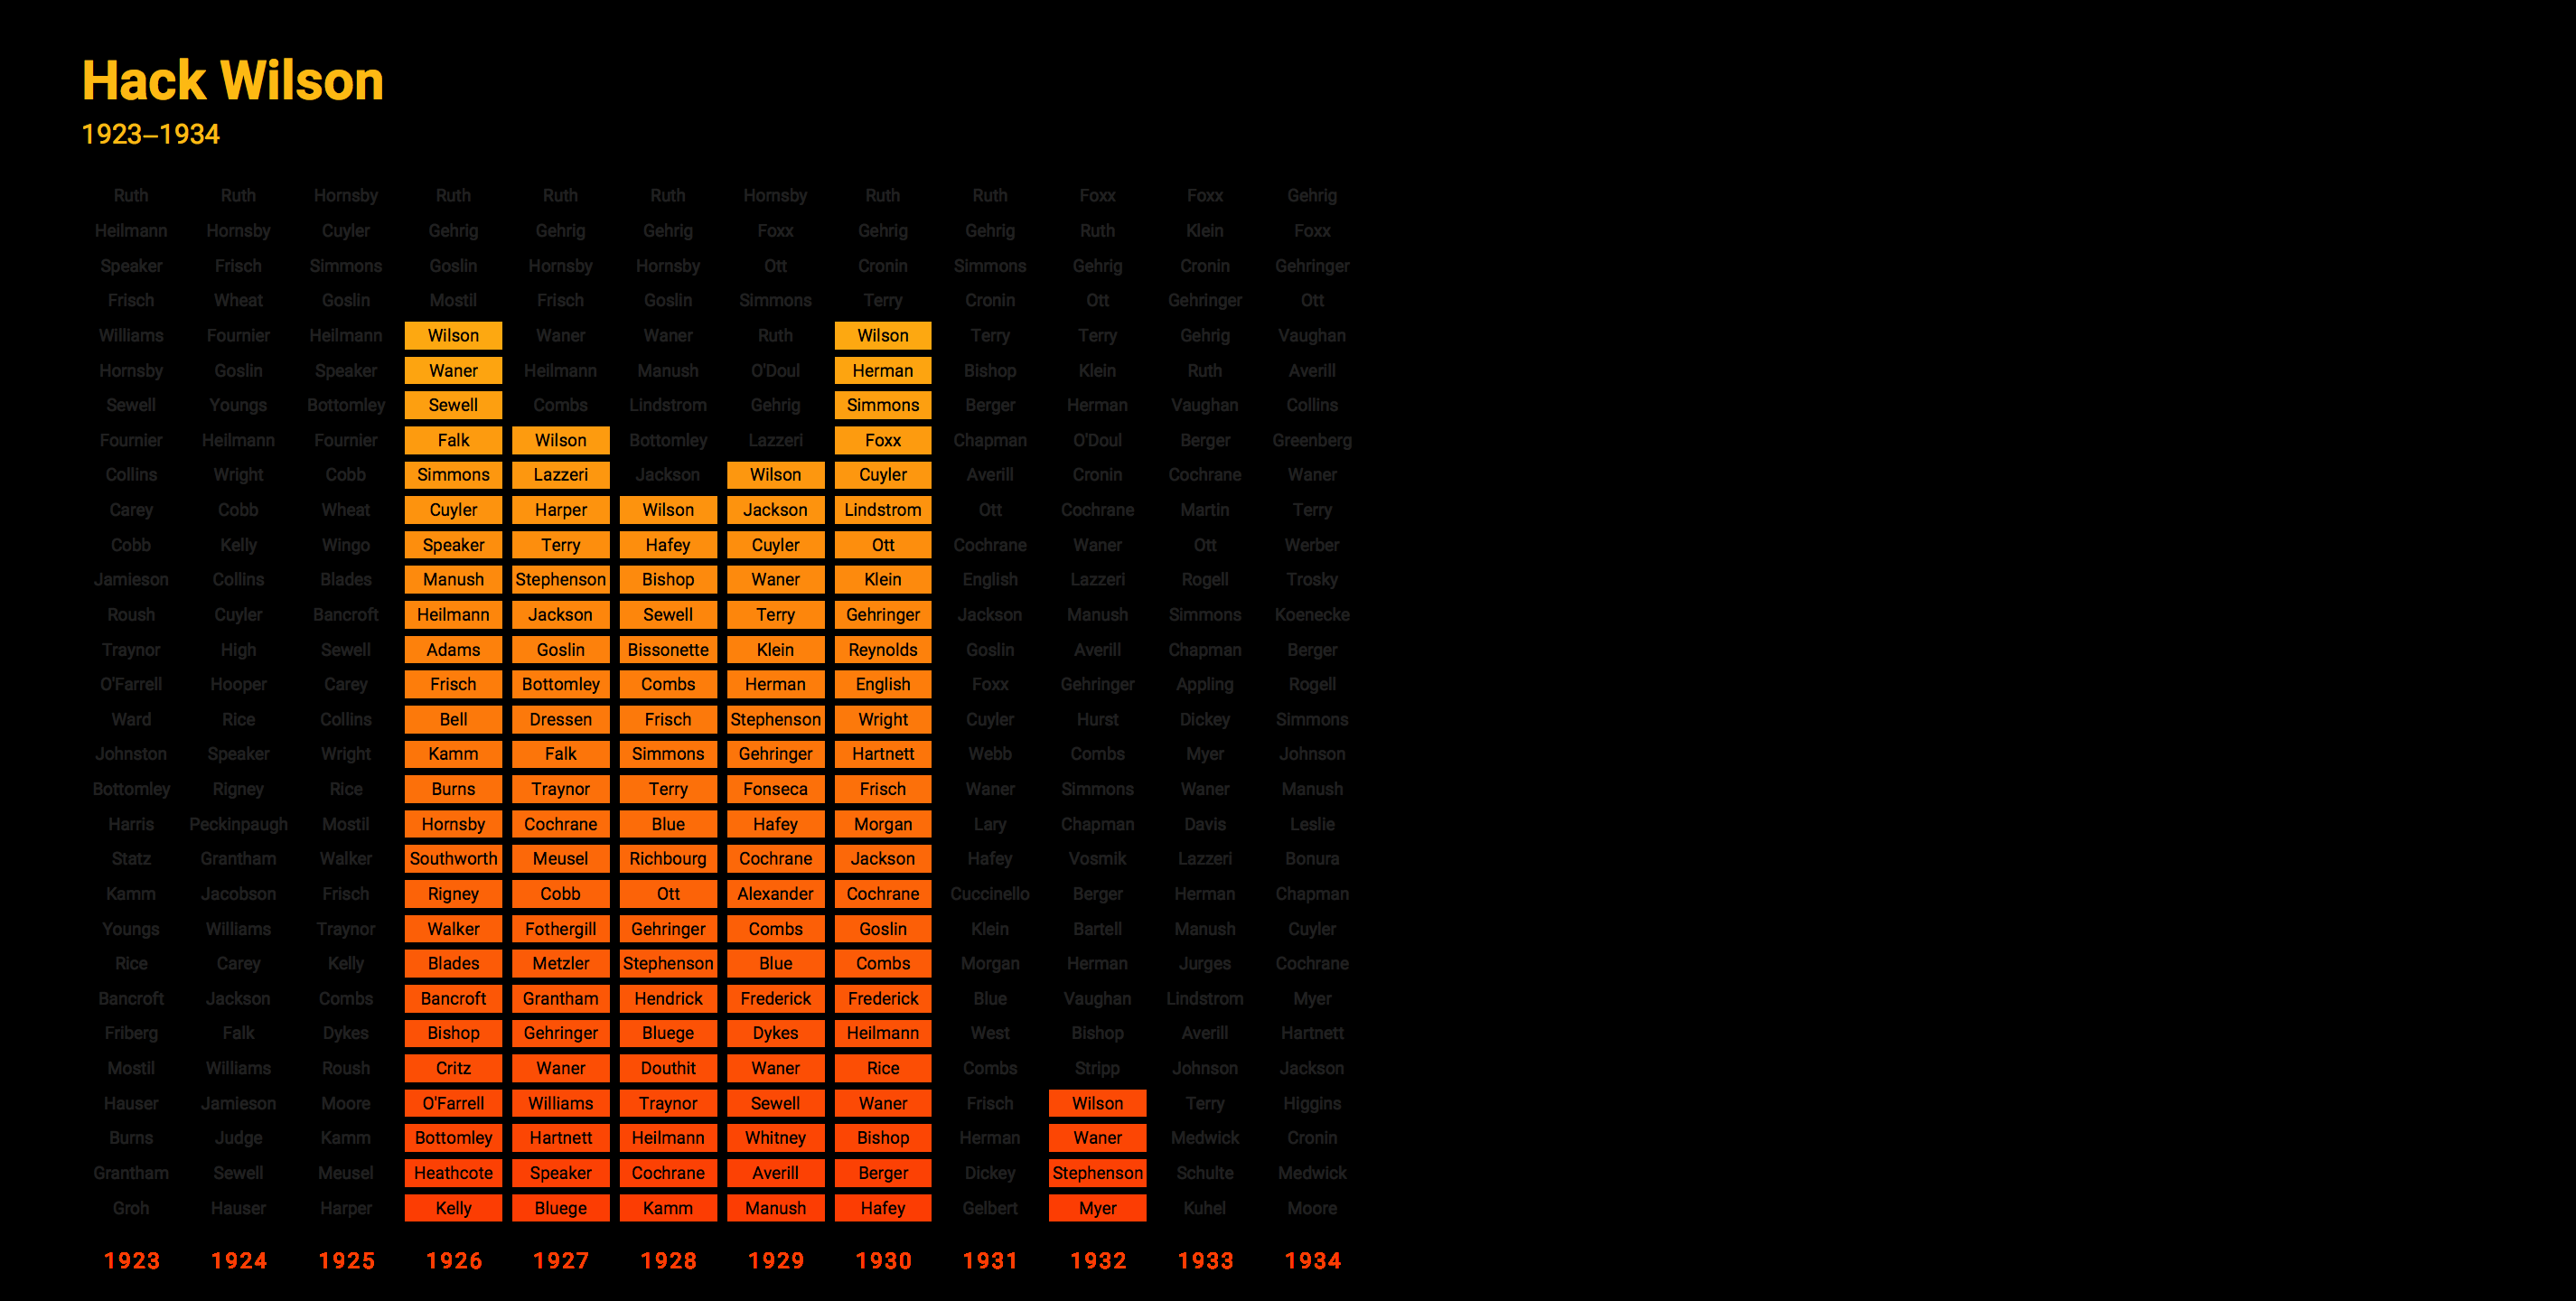 Hack Wilson
1923–1934
Ruth Ruth Hornsby Ruth Ruth Ruth Hornsby Ruth Ruth Foxx Foxx Gehrig
Heilmann Hornsby Cuyler Gehrig Gehrig Gehrig Foxx Gehrig Gehrig Ruth Klein Foxx
Speaker Frisch Simmons Goslin Hornsby Hornsby Ott Cronin Simmons Gehrig Cronin Gehringer
Frisch Wheat Goslin Mostil Frisch Goslin Simmons Terry Cronin Ott Gehringer Ott
Williams Fournier Heilmann Wilson Waner Waner Ruth Wilson Terry Terry Gehrig Vaughan
Hornsby Goslin Speaker Waner Heilmann Manush O'Doul Herman Bishop Klein Ruth Averill
Sewell Youngs Bottomley Sewell Combs Lindstrom Gehrig Simmons Berger Herman Vaughan Collins
Fournier Heilmann Fournier Falk Wilson Bottomley Lazzeri Foxx Chapman O'Doul Berger Greenberg
Collins Wright Cobb Simmons Lazzeri Jackson Wilson Cuyler Averill Cronin Cochrane Waner
Carey Cobb Wheat Cuyler Harper Wilson Jackson Lindstrom Ott Cochrane Martin Terry
Cobb Kelly Wingo Speaker Terry Hafey Cuyler Ott Cochrane Waner Ott Werber
Jamieson Collins Blades Manush Stephenson Bishop Waner Klein English Lazzeri Rogell Trosky
Roush Cuyler Bancroft Heilmann Jackson Sewell Terry Gehringer Jackson Manush Simmons Koenecke
Traynor High Sewell Adams Goslin Bissonette Klein Reynolds Goslin Averill Chapman Berger
O'Farrell Hooper Carey Frisch Bottomley Combs Herman English Foxx Gehringer Appling Rogell
Ward Rice Collins Bell Dressen Frisch Stephenson Wright Cuyler Hurst Dickey Simmons
Johnston Speaker Wright Kamm Falk Simmons Gehringer Hartnett Webb Combs Myer Johnson
Bottomley Rigney Rice Burns Traynor Terry Fonseca Frisch Waner Simmons Waner Manush
Harris Peckinpaugh Mostil Hornsby Cochrane Blue Hafey Morgan Lary Chapman Davis Leslie
Statz Grantham Walker Southworth Meusel Richbourg Cochrane Jackson Hafey Vosmik Lazzeri Bonura
Kamm Jacobson Frisch Rigney Cobb Ott Alexander Cochrane Cuccinello Berger Herman Chapman
Youngs Williams Traynor Walker Fothergill Gehringer Combs Goslin Klein Bartell Manush Cuyler
Rice Carey Kelly Blades Metzler Stephenson Blue Combs Morgan Herman Jurges Cochrane
Bancroft Jackson Combs Bancroft Grantham Hendrick Frederick Frederick Blue Vaughan Lindstrom Myer
Friberg Falk Dykes Bishop Gehringer Bluege Dykes Heilmann West Bishop Averill Hartnett
Mostil Williams Roush Critz Waner Douthit Waner Rice Combs Stripp Johnson Jackson
Hauser Jamieson Moore O'Farrell Williams Traynor Sewell Waner Frisch Wilson Terry Higgins
Burns Judge Kamm Bottomley Hartnett Heilmann Whitney Bishop Herman Waner Medwick Cronin
Grantham Sewell Meusel Heathcote Speaker Cochrane Averill Berger Dickey Stephenson Schulte Medwick
Groh Hauser Harper Kelly Bluege Kamm Manush Hafey Gelbert Myer Kuhel Moore
1923 1924 1925 1926 1927 1928 1929 1930 1931 1932 1933 1934